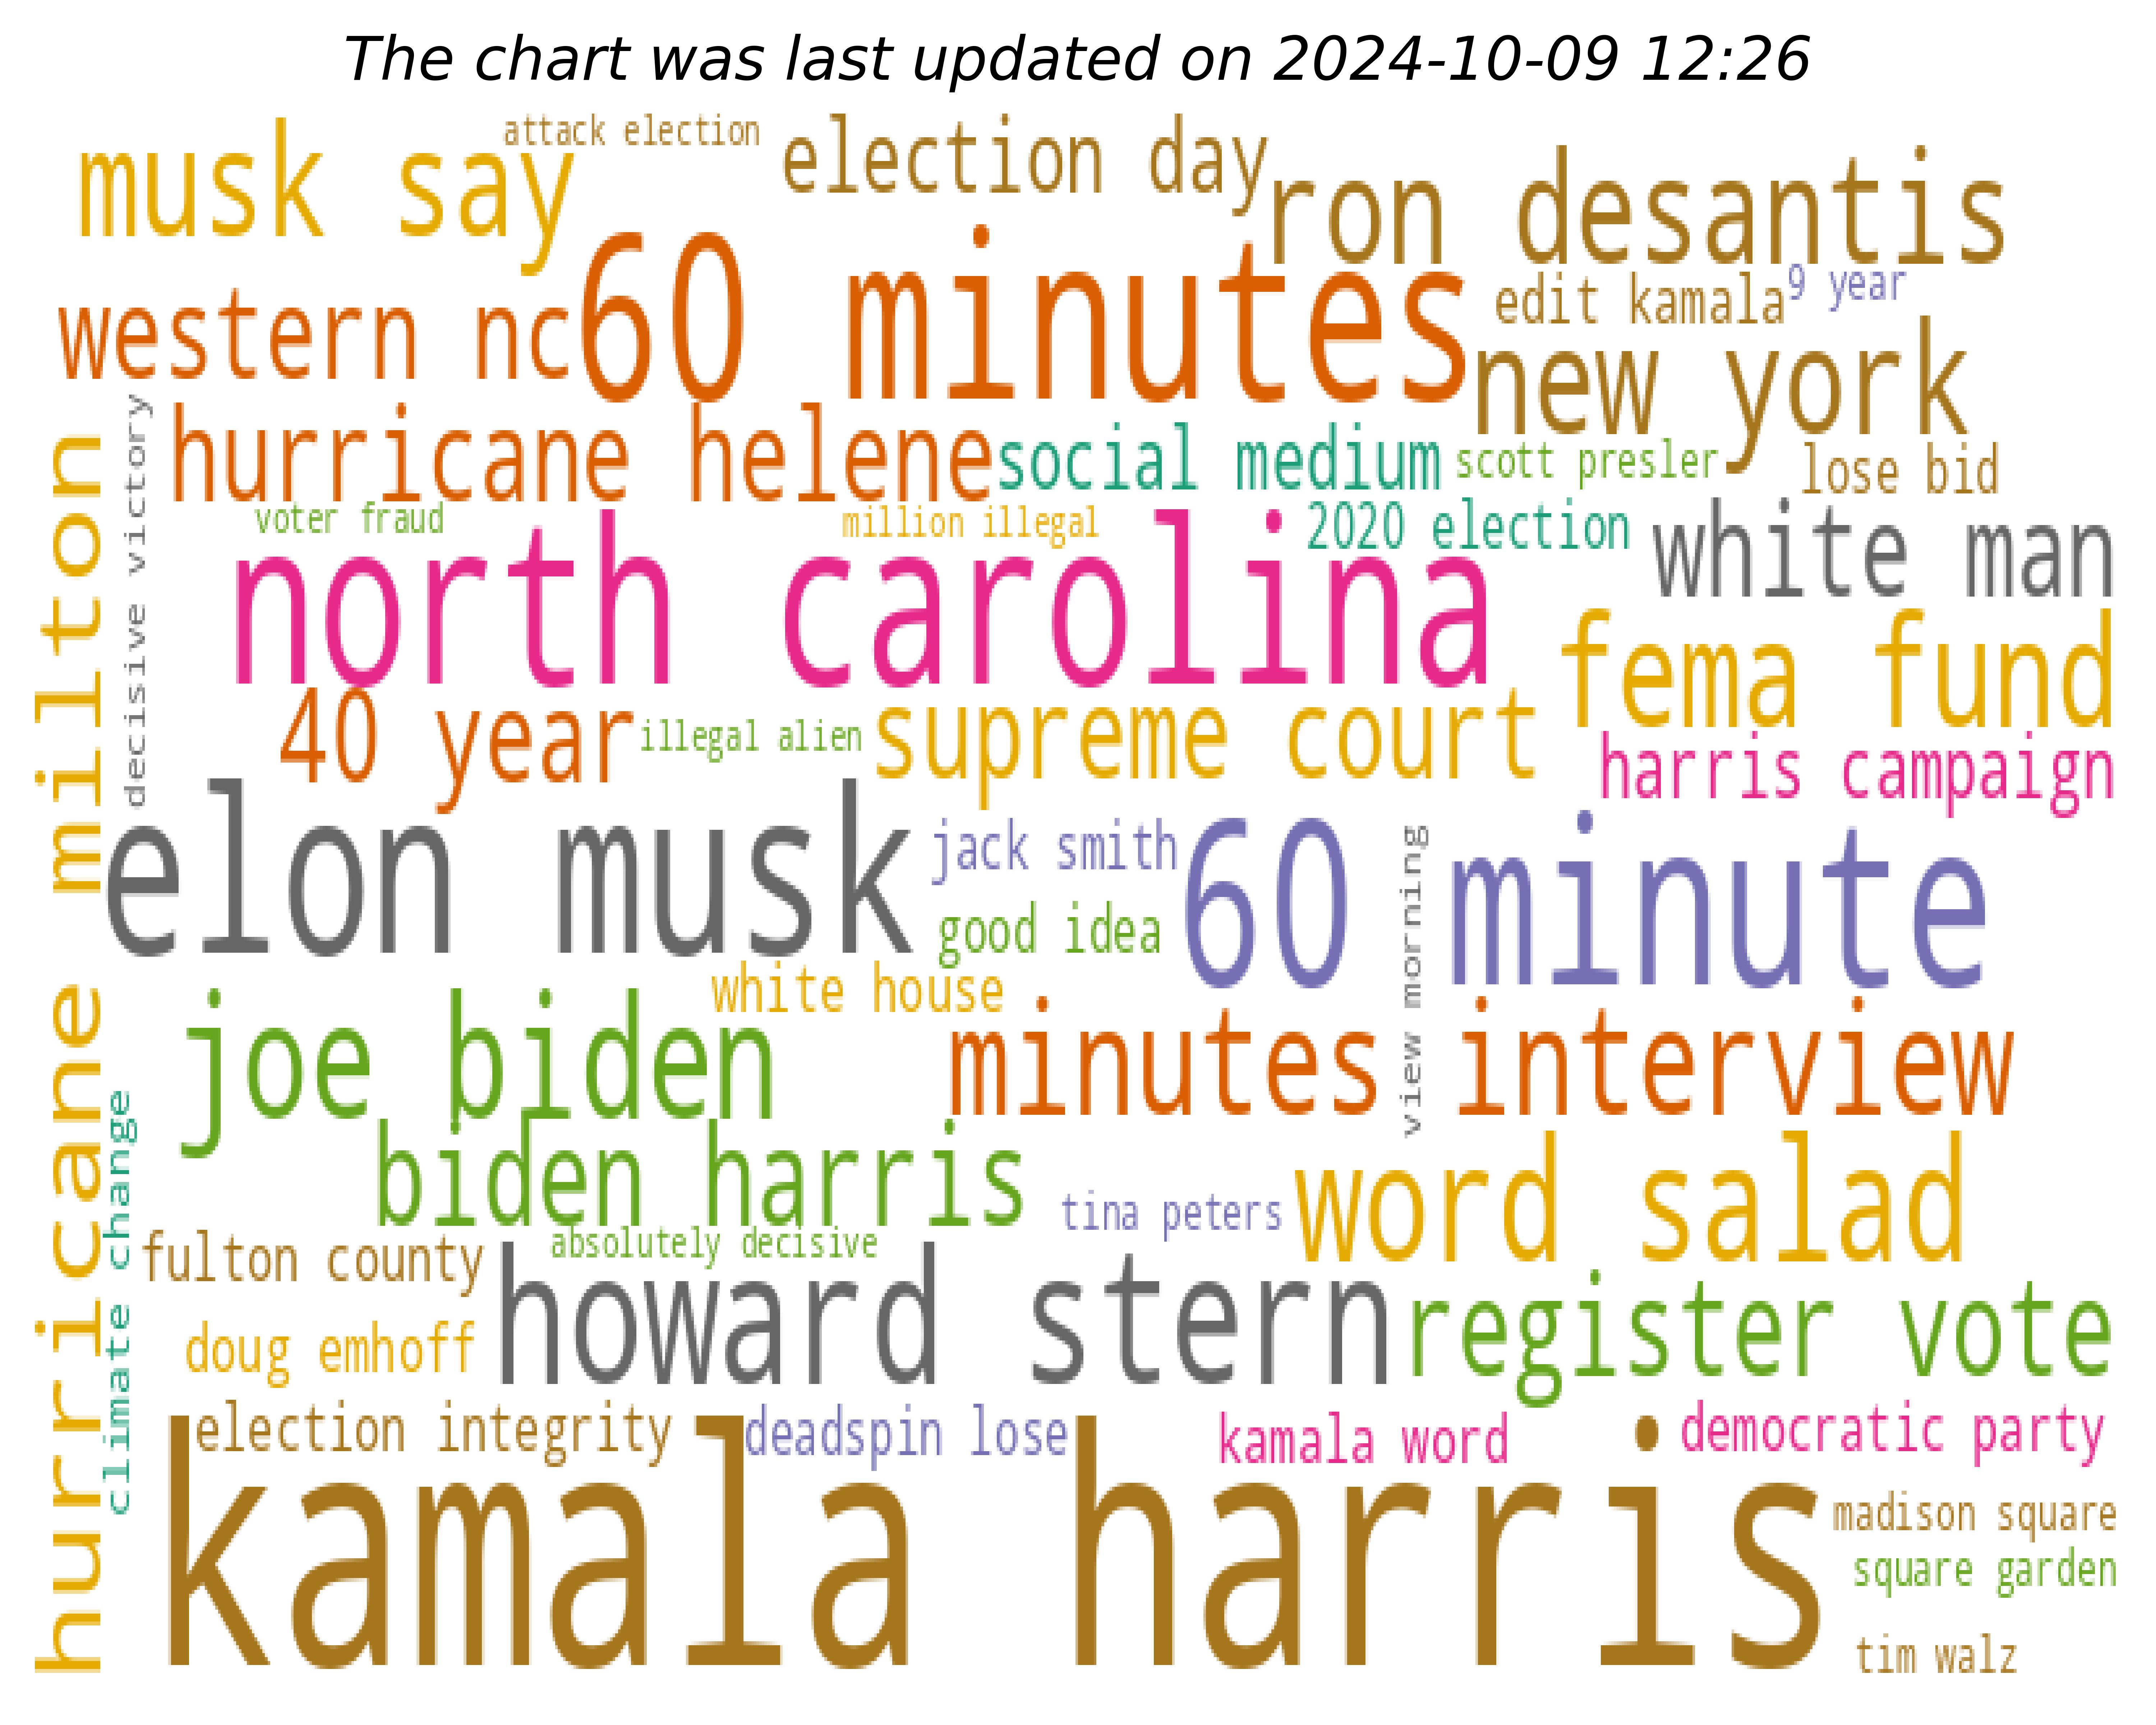 The chart was last updated on 2024-10-09 12:26
attack election
musk say
election day
ron desantis
60 minutes
edit kamala
9 year
western nc
new york
hurricane helene
social medium
scott presler
lose bid
decisive victory
voter fraud
million illegal
2020 election
white man
north carolina
hurricane milton
fema fund
40 year
illegal alien
supreme court
harris campaign
elon musk
jack smith
60 minute
good idea
view morning
white house
joe biden
minutes interview
biden harris
word salad
climate change
tina peters
fulton county
absolutely decisive
howard stern
register vote
doug emhoff
election integrity
deadspin lose
kamala word
democratic party
kamala harris
madison square
square garden
tim walz